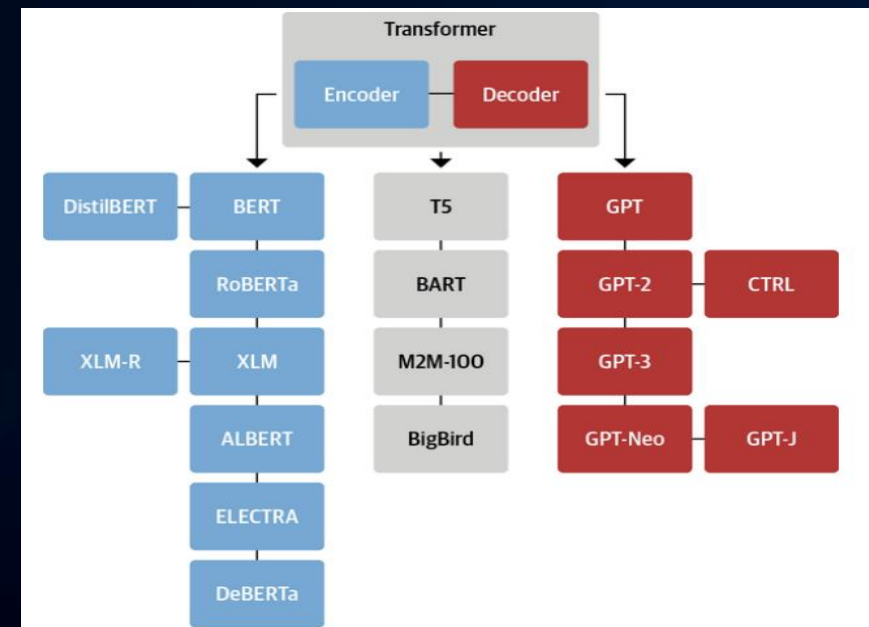 Transformer
Encoder
Decoder
DistilBERT
BERT
T5
GPT
RoBERTa
BART
GPT-2
CTRL
XLM-R
XLM
M2M-100
GPT-3
ALBERT
BigBird
GPT-Neo
GPT-J
ELECTRA
DeBERTa